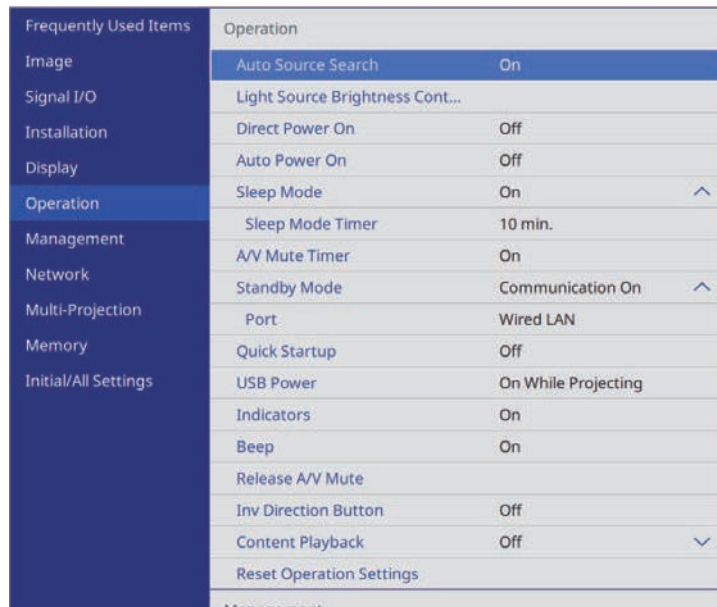 Frequently Used Items
Image
Signal I/O
Installation
Display
Operation
Management
Network
Multi-Projection
Memory
Initial/All Settings
Operation
Auto Source Search On
Light Source Brightness Cont...
Direct Power On Off
Auto Power On Off
Sleep Mode On
Sleep Mode Timer 10 min.
A/V Mute Timer On
Standby Mode Communication On
Port Wired LAN
Quick Startup Off
USB Power On While Projecting
Indicators On
Beep On
Release A/V Mute
Inv Direction Button Off
Content Playback Off
Reset Operation Settings